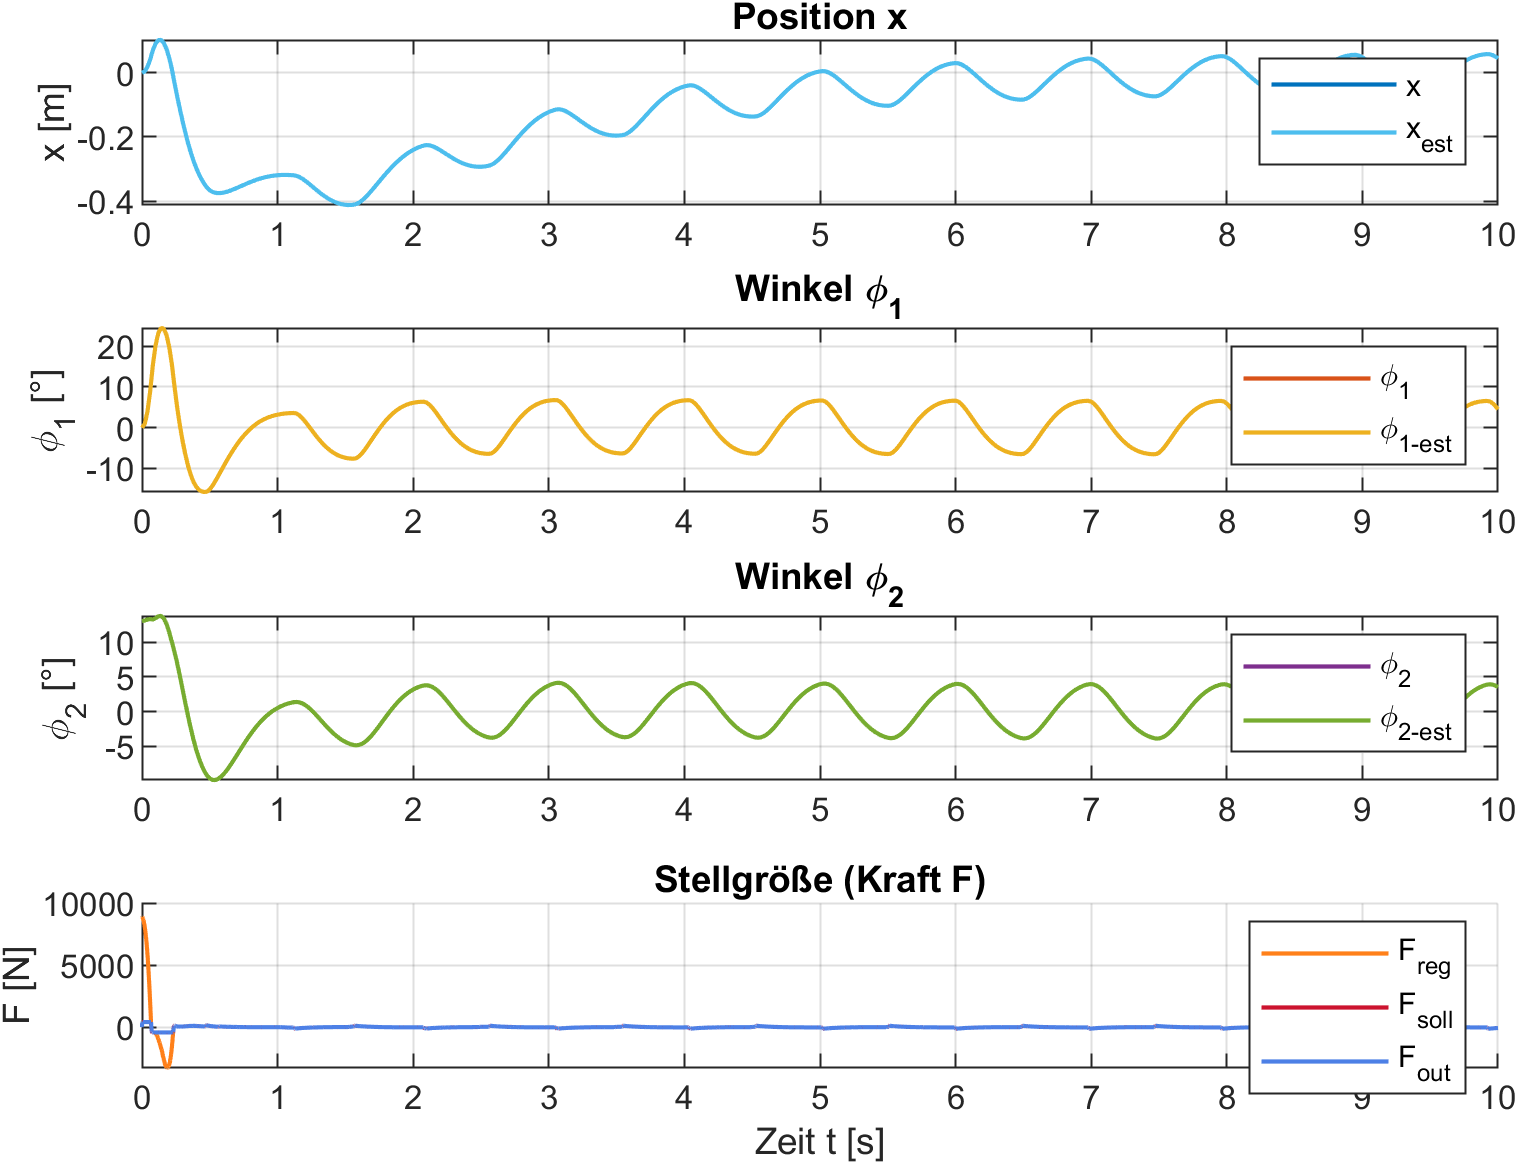 Position x
x [m]
0
-0.2
-0.4
x
x_est
0 1 2 3 4 5 6 7 8 9 10
Winkel ϕ_1
ϕ_1 [°]
20
10
0
-10
ϕ_1
ϕ_1-est
0 1 2 3 4 5 6 7 8 9 10
Winkel ϕ_2
ϕ_2 [°]
10
5
0
-5
ϕ_2
ϕ_2-est
0 1 2 3 4 5 6 7 8 9 10
Stellgröße (Kraft F)
F [N]
10000
5000
0
F_reg
F_soll
F_out
0 1 2 3 4 5 6 7 8 9 10
Zeit t [s]